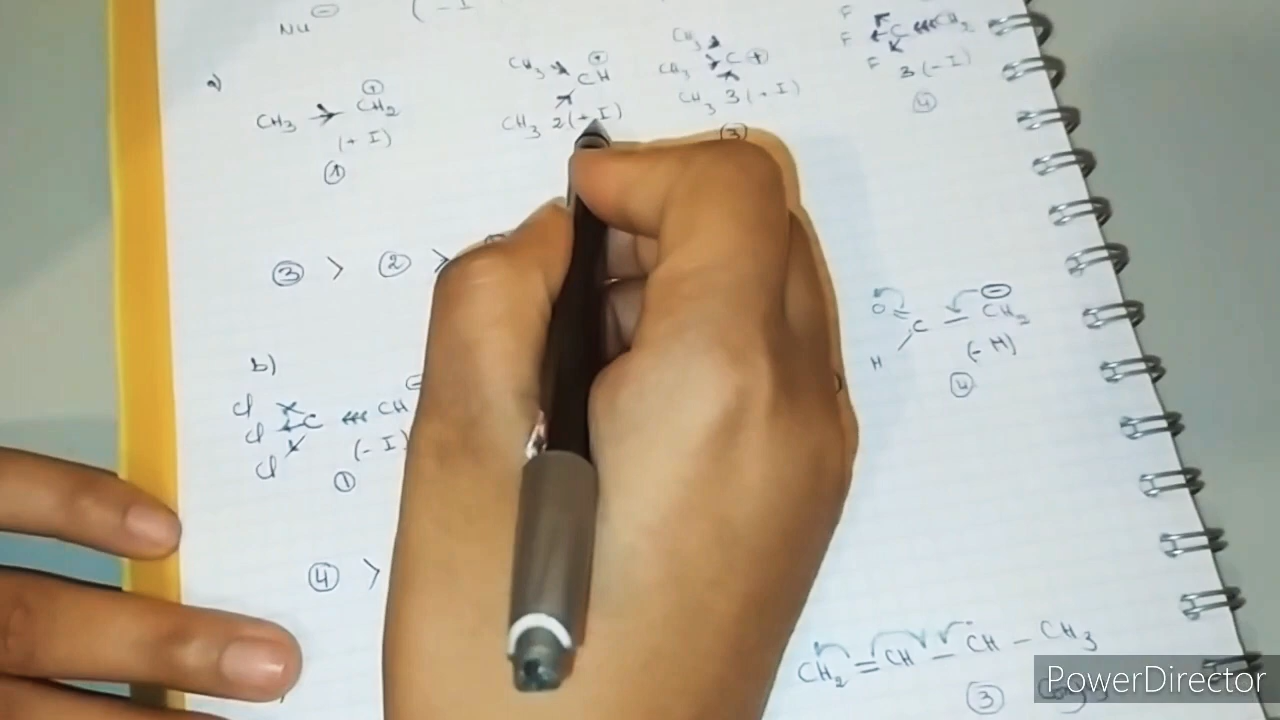 Nu ⊖ ( - I
a)
CH3 → CH2 ⊕
(+ I)
①
CH3 CH ⊕
CH3 2 (+ I)
CH3
CH3 C ⊕
CH3 3 (+ I)
③
F
F C CH2
F 3 (- I)
④
③ > ② >
b)
Cl
Cl C CH
Cl (- I)
①
O = C - CH2 ⊖
H (- M)
④
④ >
CH2 = CH - CH - CH3
③
PowerDirector